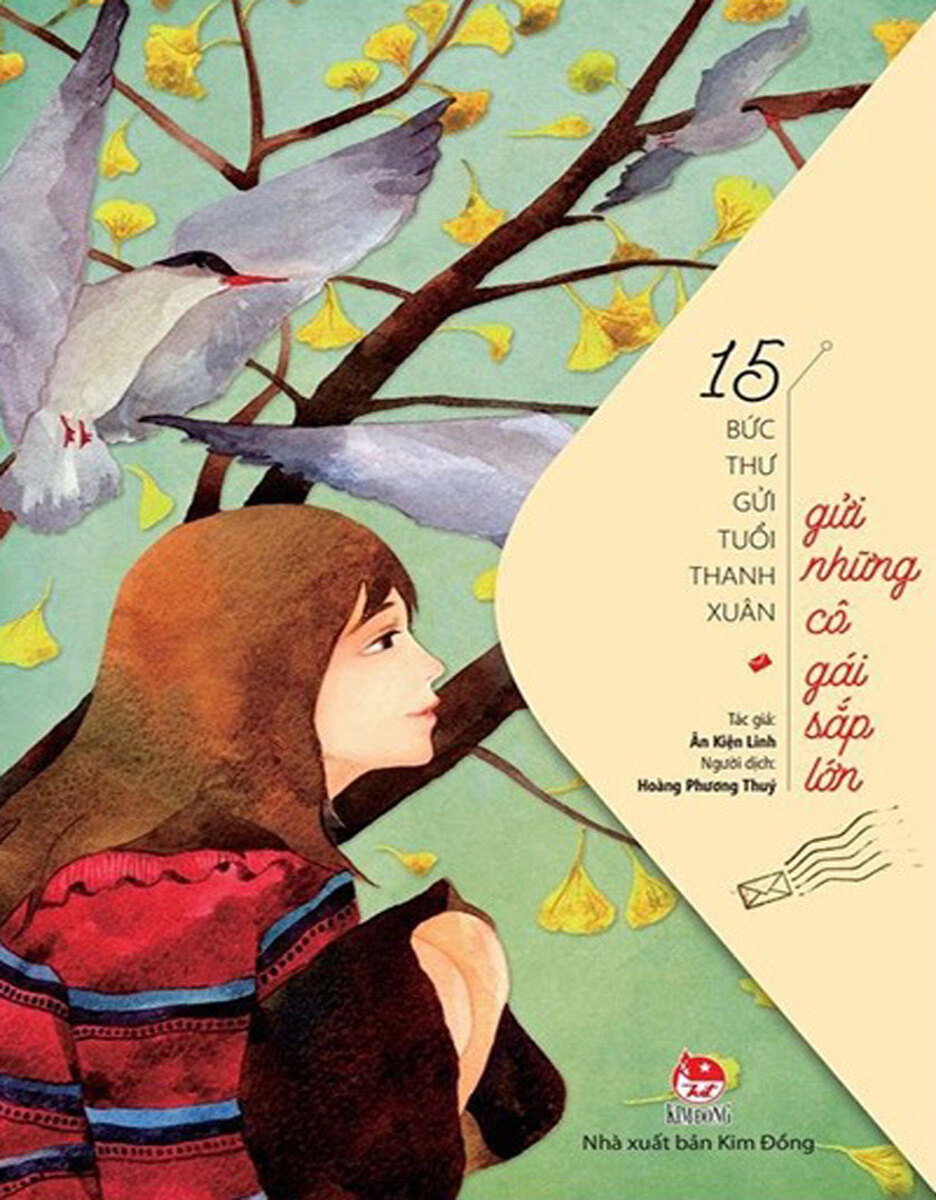 15
BỨC
THƯ
GỬI
TUỔI
THANH
XUÂN
gửi
những
cô
gái
sắp
lớn
Tác giả:
Ân Kiện Linh
Người dịch:
Hoàng Phương Thuý
KIM ĐỒNG
Nhà xuất bản Kim Đồng